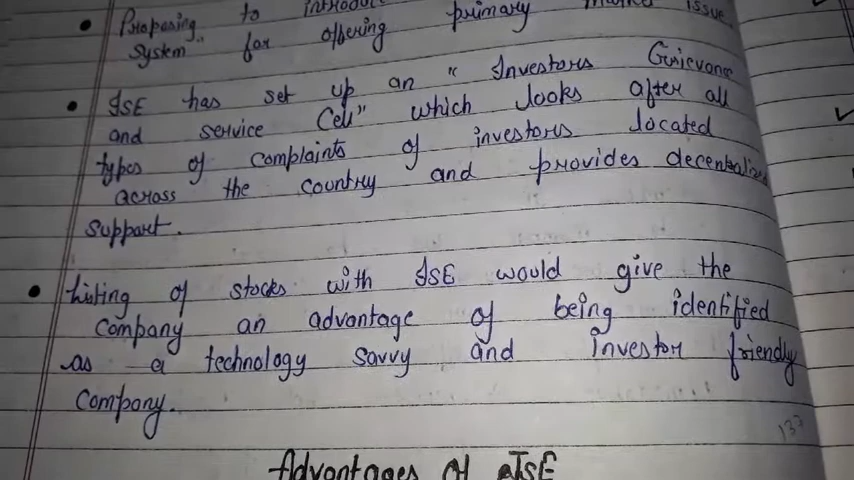 • Proposing to introduce
primary market issue
system" for offering
• ISE has set up an "Investors Grievance
and service Cell" which looks after all
types of complaints of investors located
across the country and provides decentralized
support.
• Listing of stocks with ISE would give the
company an advantage of being identified
as a technology savvy and investor friendly
company.
Advantages of ISE